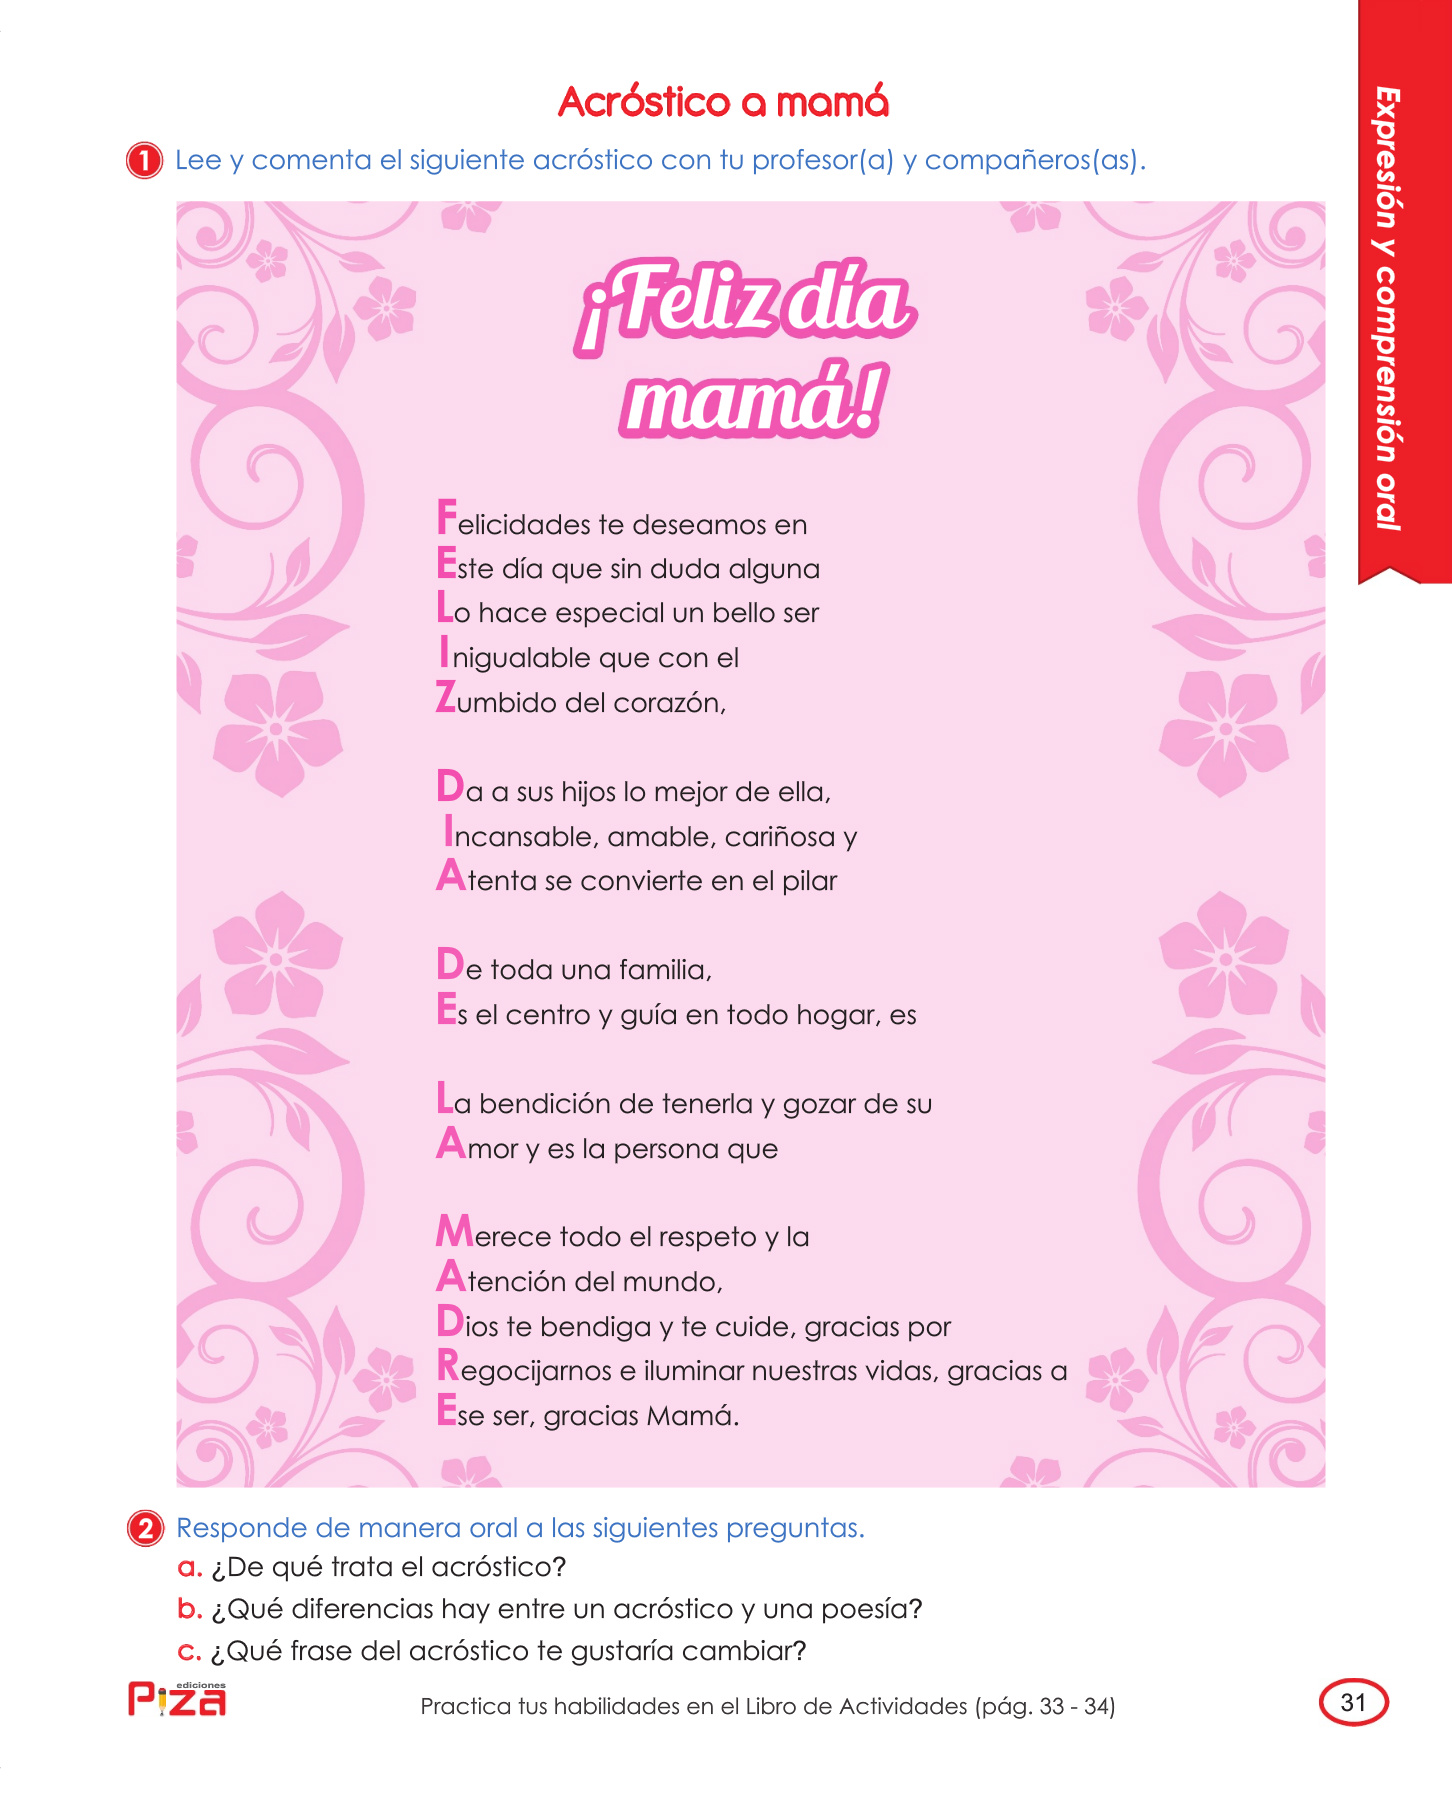 Acróstico a mamá
1 Lee y comenta el siguiente acróstico con tu profesor(a) y compañeros(as).
Expresión y comprensión oral
¡Feliz día
mamá!
Felicidades te deseamos en
Este día que sin duda alguna
Lo hace especial un bello ser
Inigualable que con el
Zumbido del corazón,
Da a sus hijos lo mejor de ella,
Incansable, amable, cariñosa y
Atenta se convierte en el pilar
De toda una familia,
Es el centro y guía en todo hogar, es
La bendición de tenerla y gozar de su
Amor y es la persona que
Merece todo el respeto y la
Atención del mundo,
Dios te bendiga y te cuide, gracias por
Regocijarnos e iluminar nuestras vidas, gracias a
Ese ser, gracias Mamá.
2 Responde de manera oral a las siguientes preguntas.
a. ¿De qué trata el acróstico?
b. ¿Qué diferencias hay entre un acróstico y una poesía?
c. ¿Qué frase del acróstico te gustaría cambiar?
ediciones
Piza
Practica tus habilidades en el Libro de Actividades (pág. 33 - 34)
31